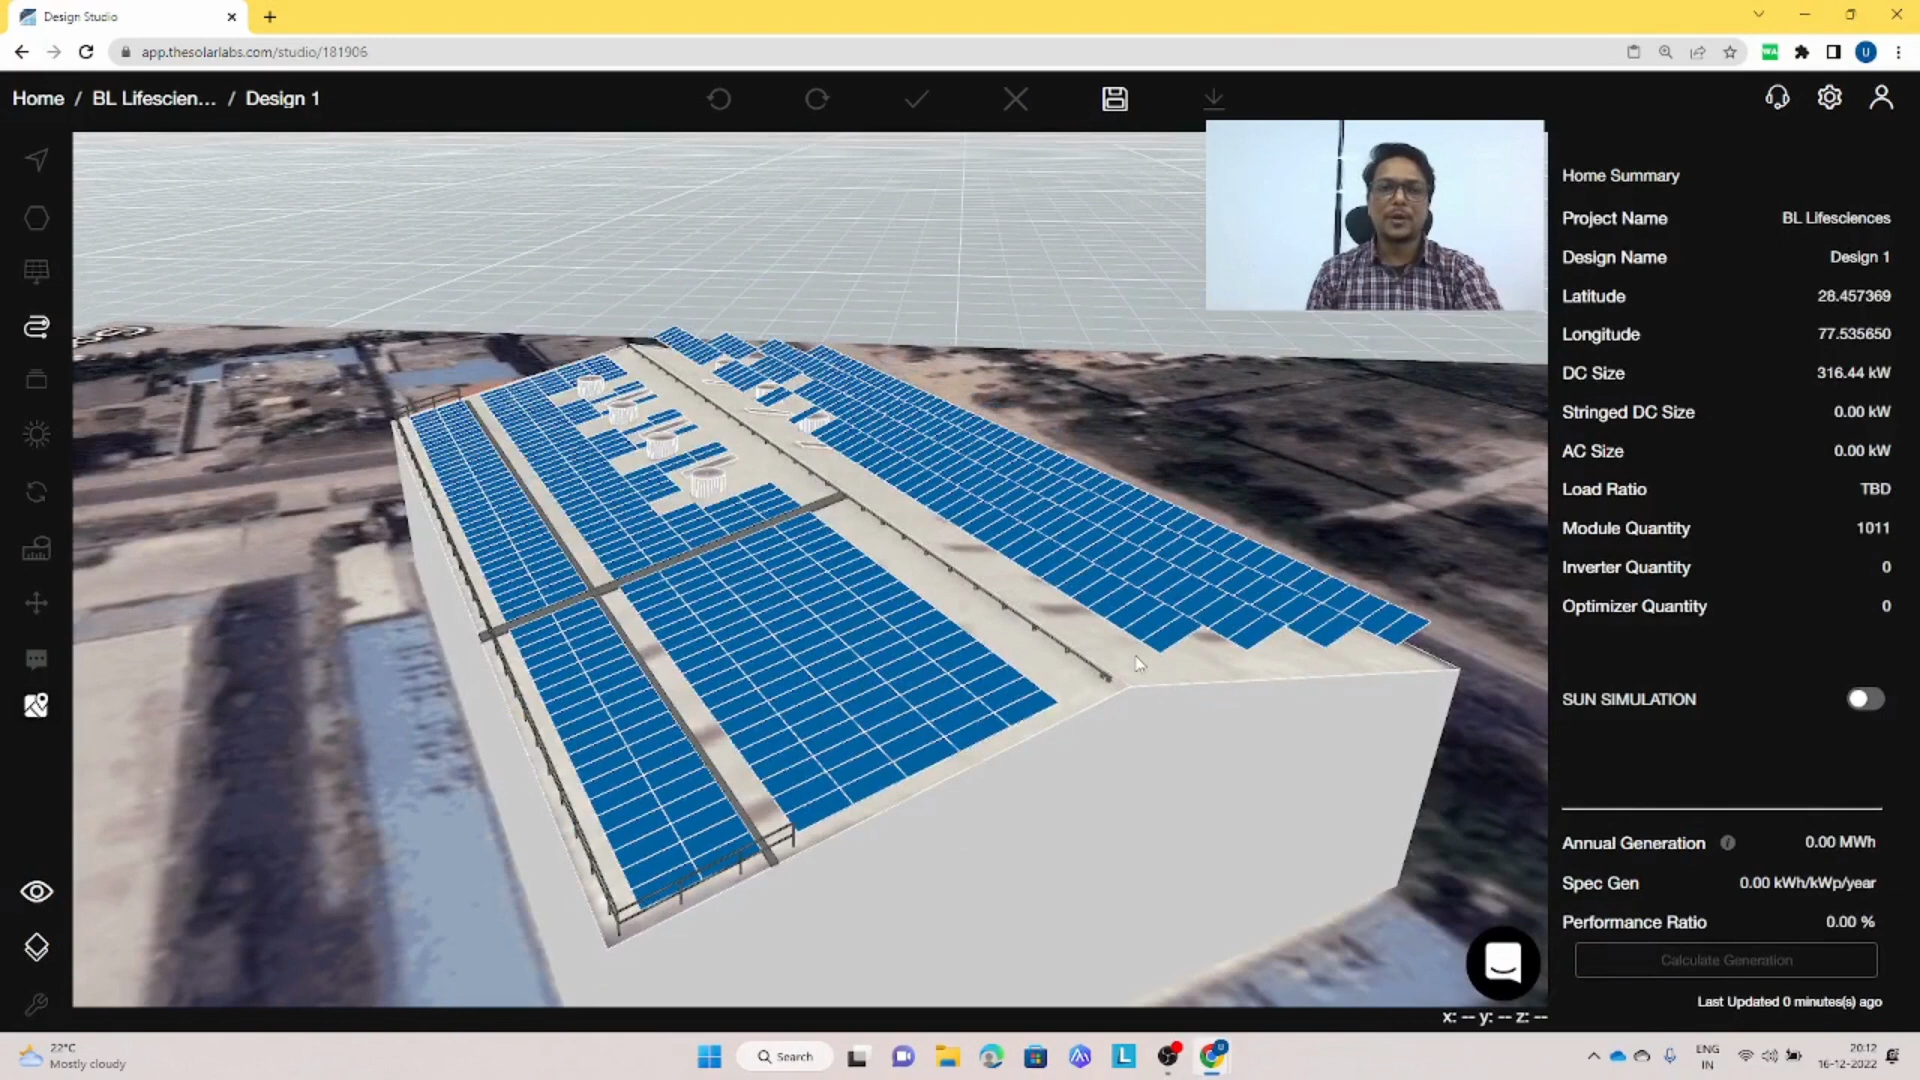 Design Studio
app.thesolarlabs.com/studio/181906
Home / BL Lifescien... / Design 1
Home Summary
Project Name BL Lifesciences
Design Name Design 1
Latitude 28.457369
Longitude 77.535650
DC Size 316.44 kW
Stringed DC Size 0.00 kW
AC Size 0.00 kW
Load Ratio TBD
Module Quantity 1011
Inverter Quantity 0
Optimizer Quantity 0
SUN SIMULATION
Annual Generation 0.00 MWh
Spec Gen 0.00 kWh/kWp/year
Performance Ratio 0.00 %
Calculate Generation
Last Updated 0 minutes(s) ago
x: -- y: -- z: --
22°C
Mostly cloudy
Search
ENG
IN
20:12
16-12-2022
WA
U
L